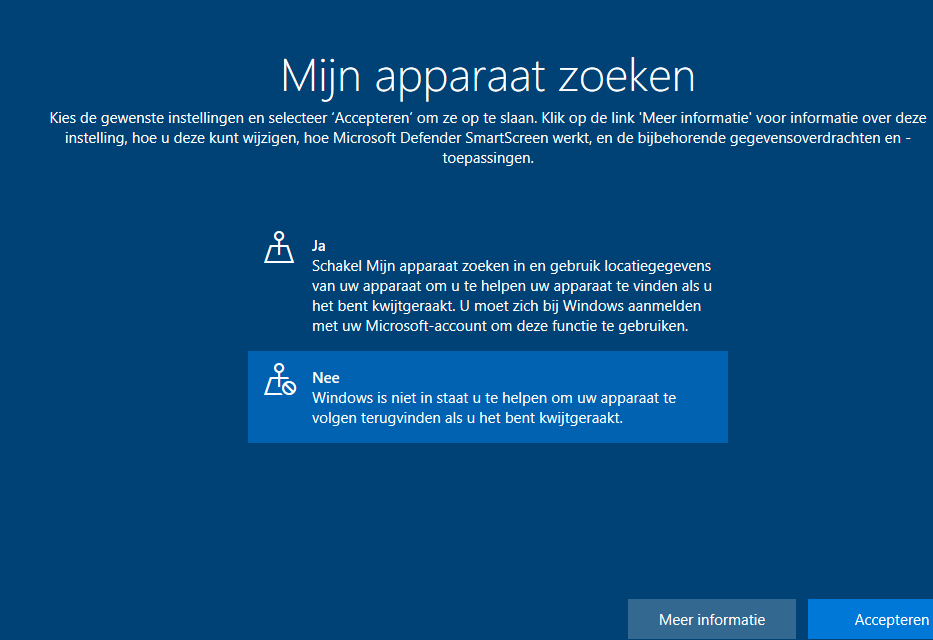 Mijn apparaat zoeken
Kies de gewenste instellingen en selecteer 'Accepteren' om ze op te slaan. Klik op de link 'Meer informatie' voor informatie over deze
instelling, hoe u deze kunt wijzigen, hoe Microsoft Defender SmartScreen werkt, en de bijbehorende gegevensoverdrachten en -
toepassingen.
Ja
Schakel Mijn apparaat zoeken in en gebruik locatiegegevens
van uw apparaat om u te helpen uw apparaat te vinden als u
het bent kwijtgeraakt. U moet zich bij Windows aanmelden
met uw Microsoft-account om deze functie te gebruiken.
Nee
Windows is niet in staat u te helpen om uw apparaat te
volgen terugvinden als u het bent kwijtgeraakt.
Meer informatie
Accepteren